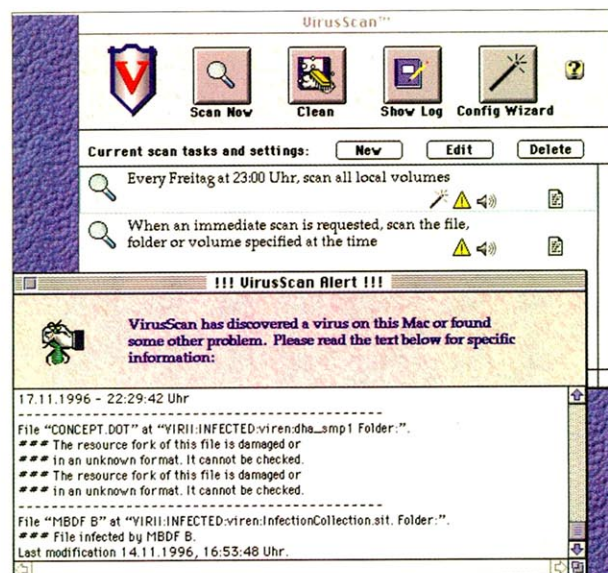 VirusScan™
V
Scan Now
Clean
Show Log
Config Wizard
?
Current scan tasks and settings:
New
Edit
Delete
Every Freitag at 23:00 Uhr, scan all local volumes
When an immediate scan is requested, scan the file,
folder or volume specified at the time
!!! VirusScan Alert !!!
VirusScan has discovered a virus on this Mac or found
some other problem. Please read the text below for specific
information:
17.11.1996 - 22:29:42 Uhr
------------------------------------------------------------
File “CONCEPT.DOT” at “VIRII:INFECTED:viren:dha_smp1 Folder:”.
### The resource fork of this file is damaged or
### in an unknown format. It cannot be checked.
### The resource fork of this file is damaged or
### in an unknown format. It cannot be checked.
------------------------------------------------------------
File “MBDF B” at “VIRII:INFECTED:viren:InfectionCollection.sit. Folder:”.
### File infected by MBDF B.
Last modification 14.11.1996, 16:53:48 Uhr.